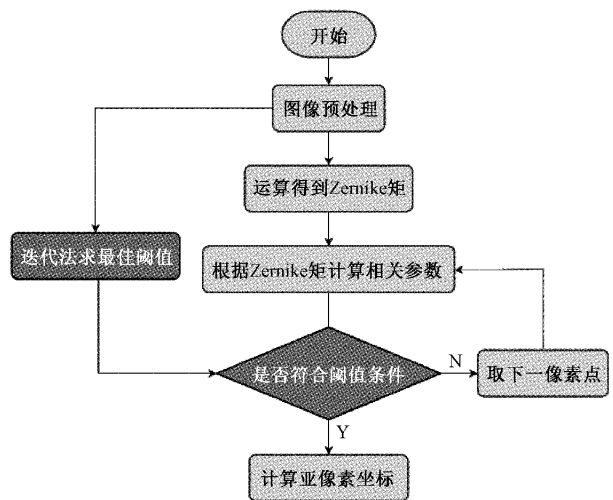 开始
图像预处理
运算得到Zernike矩
迭代法求最佳阈值
根据Zernike矩计算相关参数
是否符合阈值条件
N
取下一像素点
Y
计算亚像素坐标